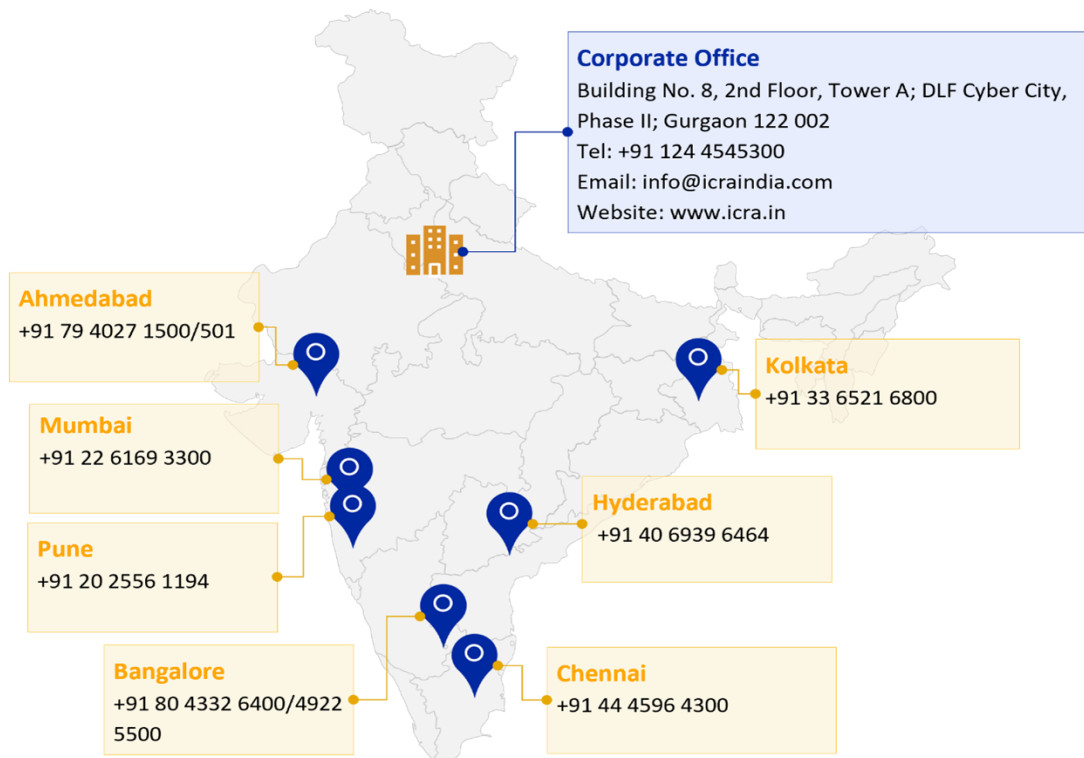 Corporate Office
Building No. 8, 2nd Floor, Tower A; DLF Cyber City,
Phase II; Gurgaon 122 002
Tel: +91 124 4545300
Email: info@icraindia.com
Website: www.icra.in
Ahmedabad
+91 79 4027 1500/501
Kolkata
+91 33 6521 6800
Mumbai
+91 22 6169 3300
Hyderabad
+91 40 6939 6464
Pune
+91 20 2556 1194
Bangalore
+91 80 4332 6400/4922
5500
Chennai
+91 44 4596 4300